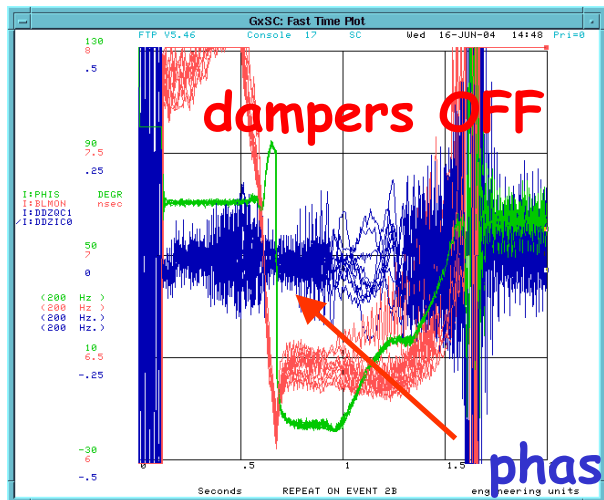 GxSC: Fast Time Plot
FTP V5.46 Console 17 SC Wed 16-JUN-04 14:48 Pri=0
130
8
.5
dampers OFF
90
7.5
.25
I:PHIS DEGR
I:BLMON nsec
I:DDZQC1
/I:DDZIC0
50
7
0
(200 Hz )
(200 Hz )
(200 Hz.)
(200 Hz.)
10
6.5
-.25
-30
6
-.5
0 .5 1 1.5
phas
Seconds REPEAT ON EVENT 2B engineering units